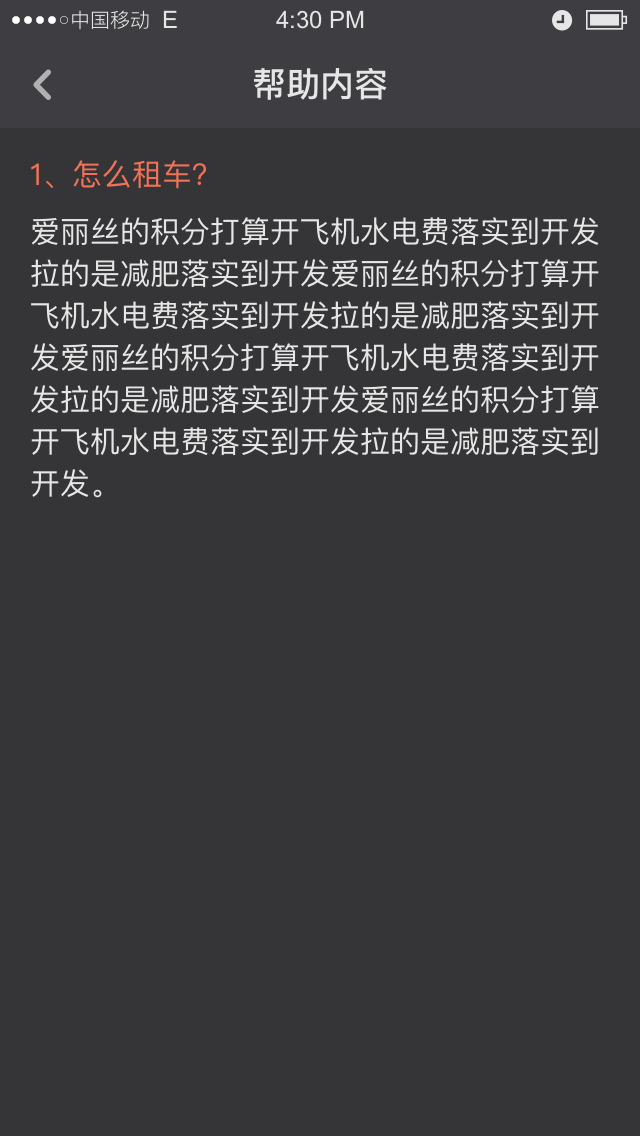 中国移动 E 4:30 PM
帮助内容
1、怎么租车?
爱丽丝的积分打算开飞机水电费落实到开发
拉的是减肥落实到开发爱丽丝的积分打算开
飞机水电费落实到开发拉的是减肥落实到开
发爱丽丝的积分打算开飞机水电费落实到开
发拉的是减肥落实到开发爱丽丝的积分打算
开飞机水电费落实到开发拉的是减肥落实到
开发。